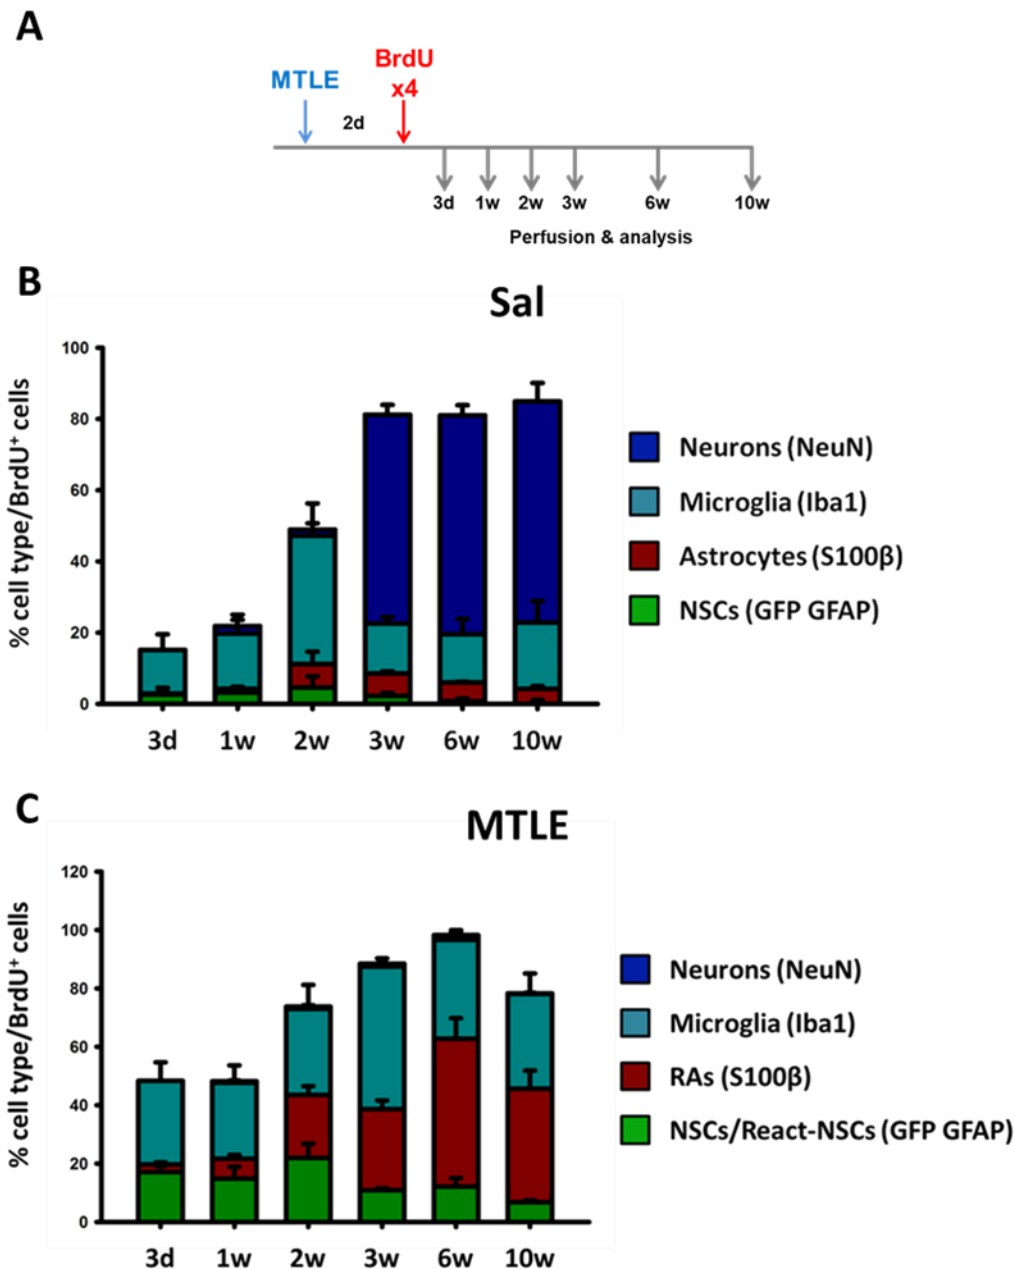 A
MTLE
BrdU
x4
2d
3d 1w 2w 3w 6w 10w
Perfusion & analysis
B
Sal
% cell type/BrdU⁺ cells
100
80
60
40
20
0
3d 1w 2w 3w 6w 10w
Neurons (NeuN)
Microglia (Iba1)
Astrocytes (S100β)
NSCs (GFP GFAP)
C
MTLE
% cell type/BrdU⁺ cells
120
100
80
60
40
20
0
3d 1w 2w 3w 6w 10w
Neurons (NeuN)
Microglia (Iba1)
RAs (S100β)
NSCs/React-NSCs (GFP GFAP)